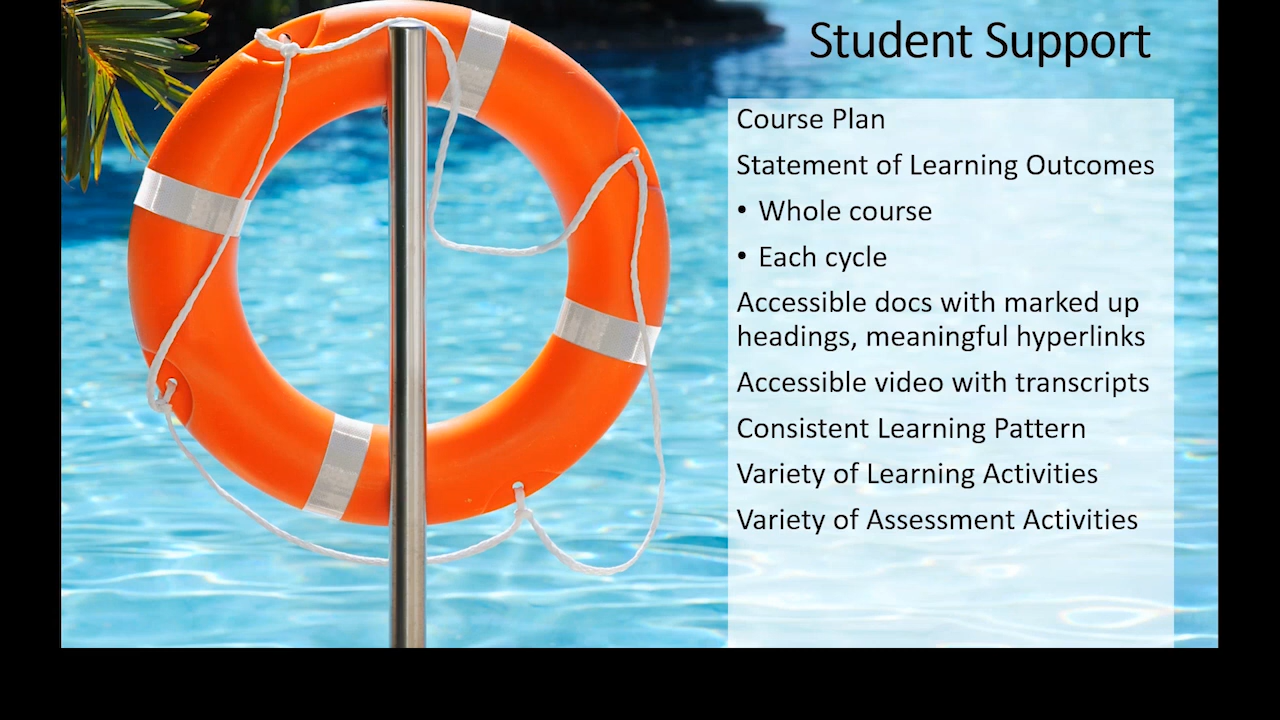 Student Support
Course Plan
Statement of Learning Outcomes
• Whole course
• Each cycle
Accessible docs with marked up
headings, meaningful hyperlinks
Accessible video with transcripts
Consistent Learning Pattern
Variety of Learning Activities
Variety of Assessment Activities